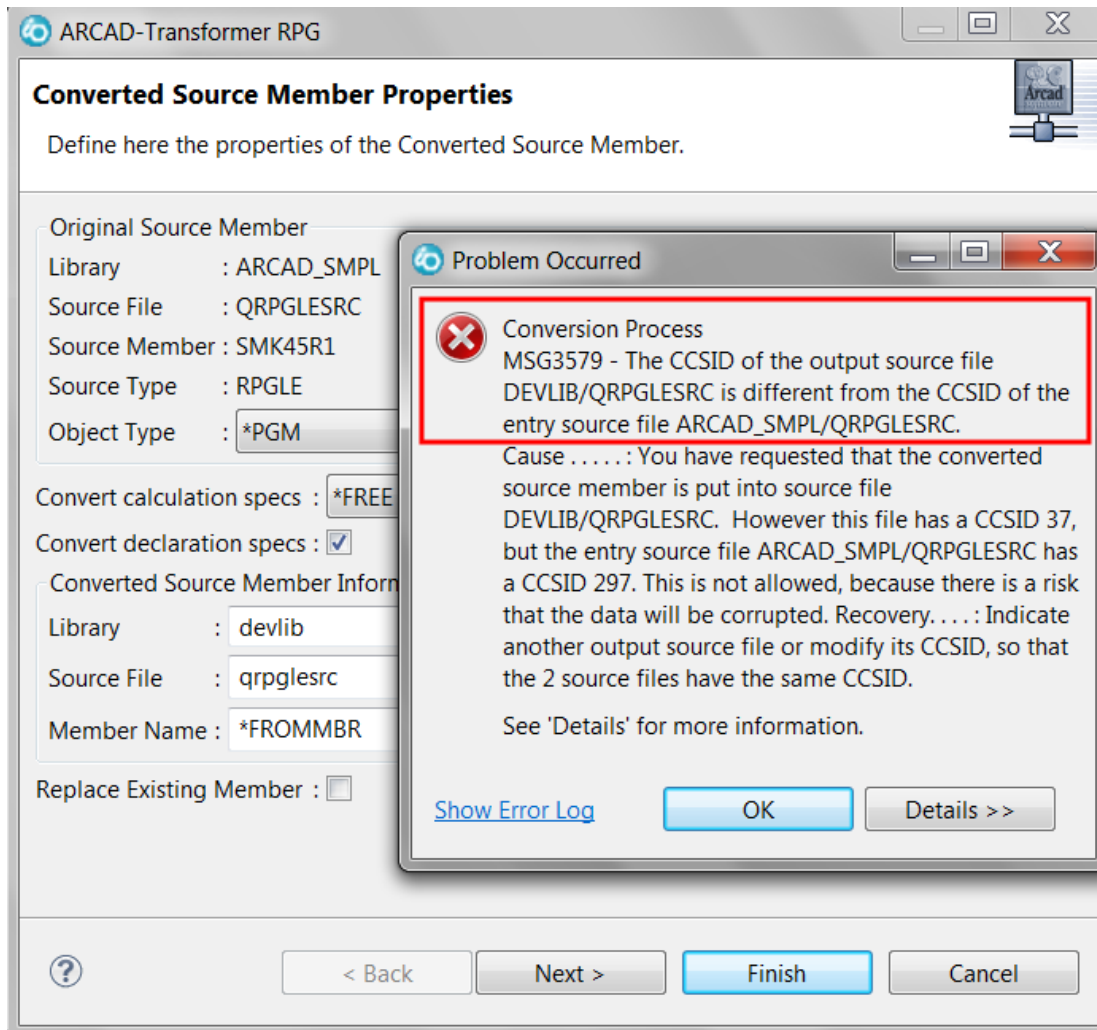 ARCAD-Transformer RPG
Converted Source Member Properties
Define here the properties of the Converted Source Member.
Arcad
Original Source Member
Library : ARCAD_SMPL
Source File : QRPGLESRC
Source Member : SMK45R1
Source Type : RPGLE
Object Type : *PGM
Convert calculation specs : *FREE
Convert declaration specs :
Converted Source Member Inforn
Library : devlib
Source File : qrpglesrc
Member Name : *FROMMBR
Replace Existing Member :
Problem Occurred
Conversion Process
MSG3579 - The CCSID of the output source file
DEVLIB/QRPGLESRC is different from the CCSID of the
entry source file ARCAD_SMPL/QRPGLESRC.
Cause . . . . . : You have requested that the converted
source member is put into source file
DEVLIB/QRPGLESRC.  However this file has a CCSID 37,
but the entry source file ARCAD_SMPL/QRPGLESRC has
a CCSID 297. This is not allowed, because there is a risk
that the data will be corrupted. Recovery. . . . : Indicate
another output source file or modify its CCSID, so that
the 2 source files have the same CCSID.
See 'Details' for more information.
Show Error Log
OK
Details >>
?
< Back
Next >
Finish
Cancel